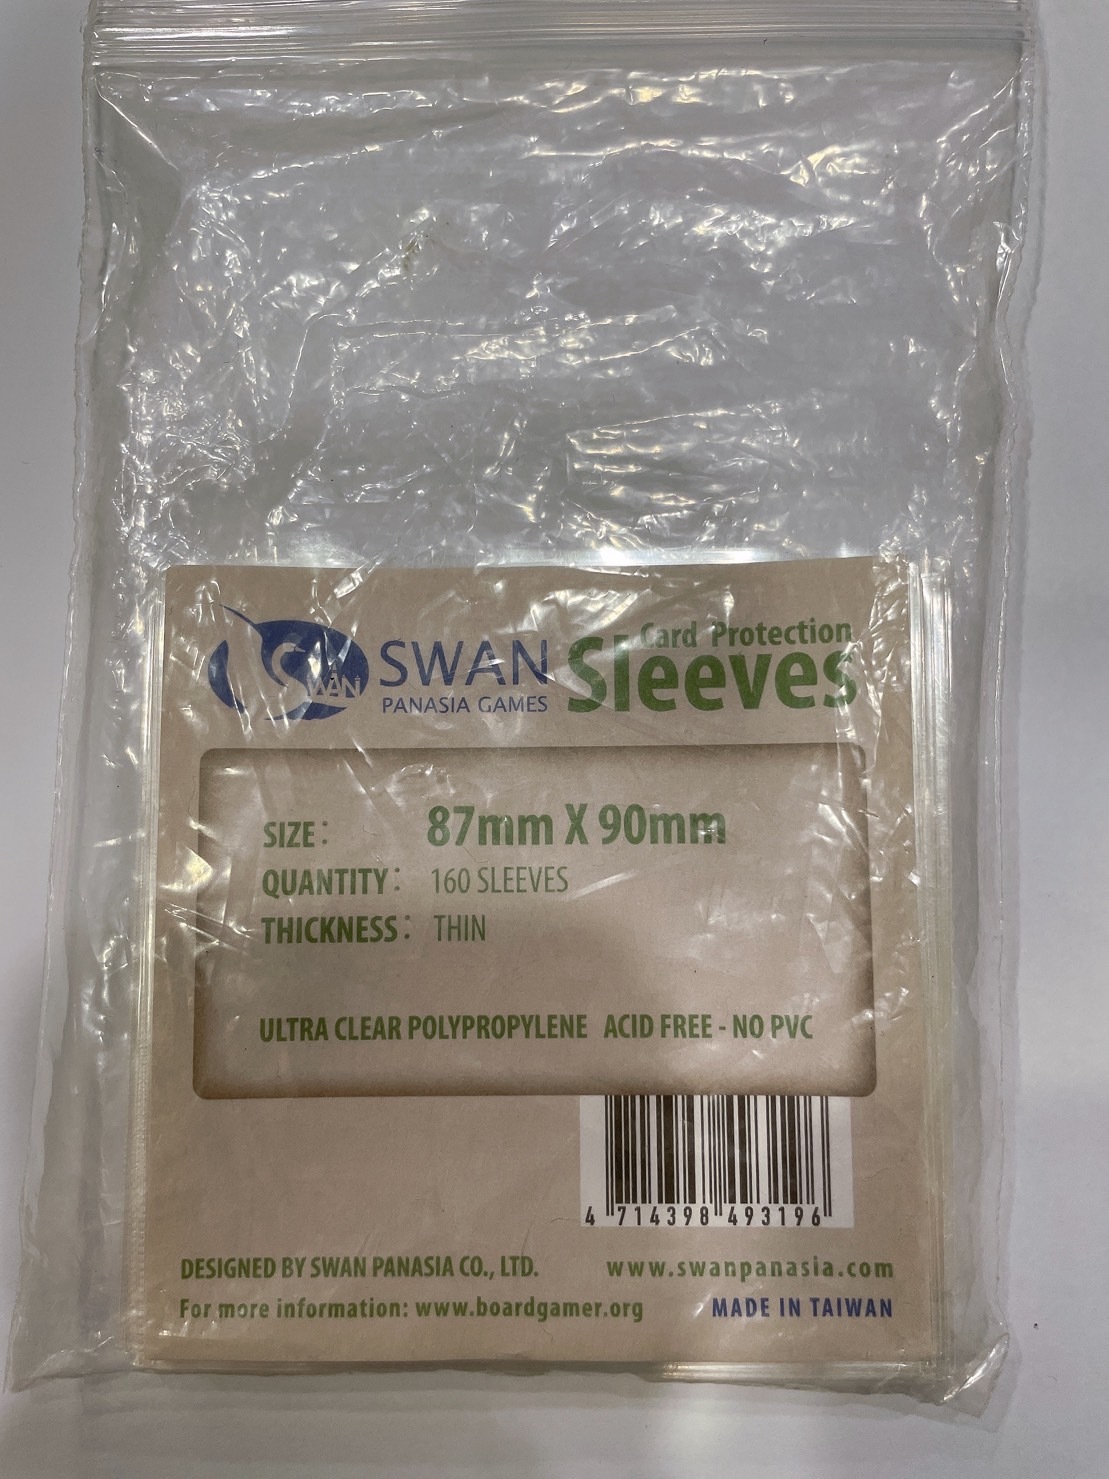 SWAN
SWAN
PANASIA GAMES
Card Protection
Sleeves
SIZE: 87mm X 90mm
QUANTITY: 160 SLEEVES
THICKNESS: THIN
ULTRA CLEAR POLYPROPYLENE ACID FREE - NO PVC
4 714398 493196
DESIGNED BY SWAN PANASIA CO., LTD. www.swanpanasia.com
For more information: www.boardgamer.org MADE IN TAIWAN